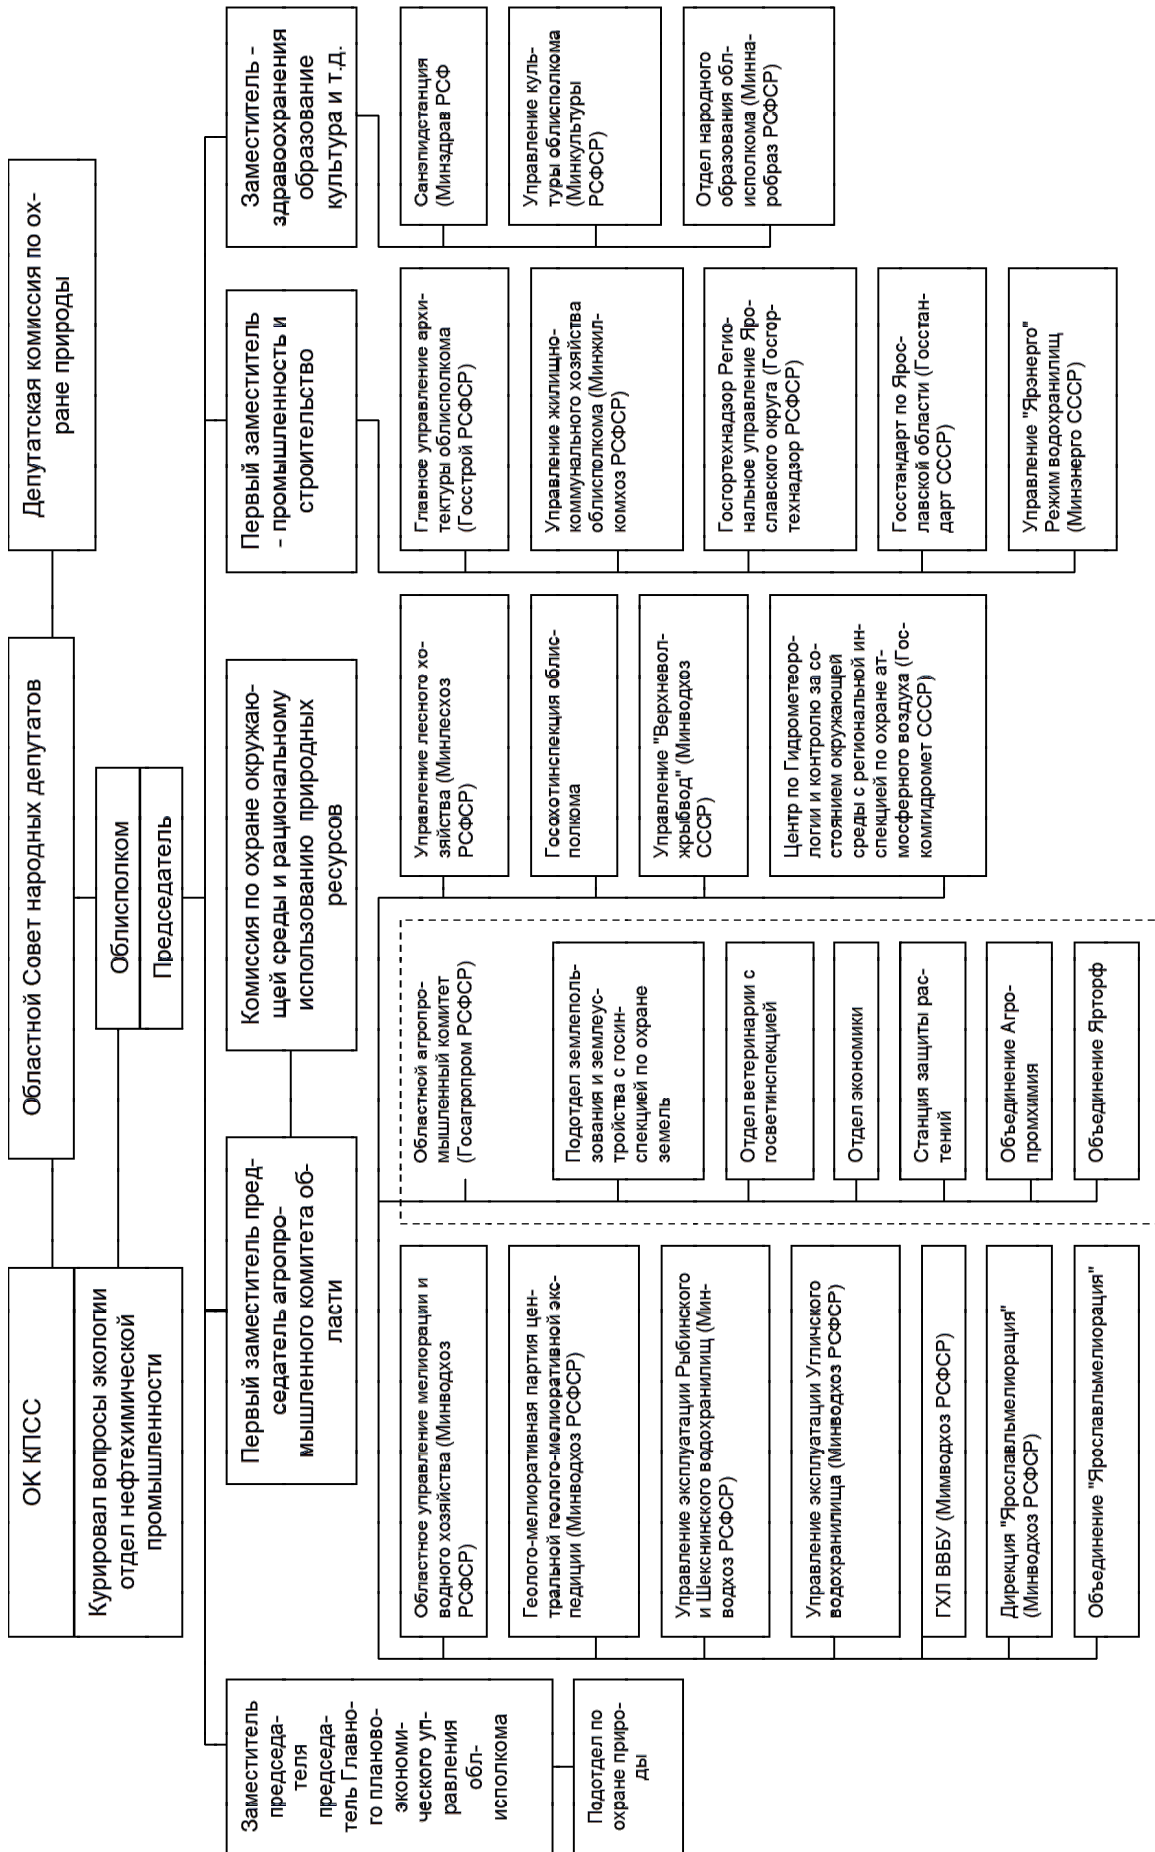 ОК КПСС
Курировал вопросы экологии
отдел нефтехимической
промышленности
Областной Совет народных депутатов
Облисполком
Председатель
Депутатская комиссия по ох-
ране природы
Заместитель
председа-
теля
председа-
тель Главно-
го планово-
экономи-
ческого уп-
равления
обл-
исполкома
Подотдел по
охране приро-
ды
Первый заместитель пред-
седатель агропро-
мышленного комитета об-
ласти
Комиссия по охране окружаю-
щей среды и рациональному
использованию природных
ресурсов
Первый заместитель
- промышленность и
строительство
Заместитель -
здравоохранения
образование
культура и т.д.
Областное управление мелиорации и
водного хозяйства (Минводхоз
РСФСР)
Геолого-мелиоративная партия цен-
тральной геолого-мелиоративной экс-
педиции (Минводхоз РСФСР)
Управление эксплуатации Рыбинского
и Шекснинского водохранилищ (Мин-
водхоз РСФСР)
Управление эксплуатации Угличского
водохранилища (Минводхоз РСФСР)
ГХЛ ВВБУ (Мимводхоз РСФСР)
Дирекция "Ярославльмелиорация"
(Минводхоз РСФСР)
Объединение "Ярославльмелиорация"
Областной агропро-
мышленный комитет
(Госагропром РСФСР)
Подотдел землеполь-
зования и землеус-
тройства с госин-
спекцией по охране
земель
Отдел ветеринарии с
госветинспекцией
Отдел экономики
Станция защиты рас-
тений
Объединение Агро-
промхимия
Объединение Ярторф
Управление лесного хо-
зяйства (Минлесхоз
РСФСР)
Госохотинспекция облис-
полкома
Управление "Верхневол-
жрыбвод" (Минводхоз
СССР)
Центр по Гидрометеоро-
логии и контролю за со-
стоянием окружающей
среды с региональной ин-
спекцией по охране ат-
мосферного воздуха (Гос-
комгидромет СССР)
Главное управление архи-
тектуры облисполкома
(Госстрой РСФСР)
Управление жилищно-
коммунального хозяйства
облисполкома (Минжил-
комхоз РСФСР)
Госгортехнадзор Регио-
нальное управление Яро-
славского округа (Госгор-
технадзор РСФСР)
Госстандарт по Ярос-
лавской области (Госстан-
дарт СССР)
Управление "Ярэнерго"
Режим водохранилищ
(Минэнерго СССР)
Санэпидстанция
(Минздрав РСФ
Управление куль-
туры облисполкома
(Минкультуры
РСФСР)
Отдел народного
образования обл-
исполкома (Минна-
робраз РСФСР)